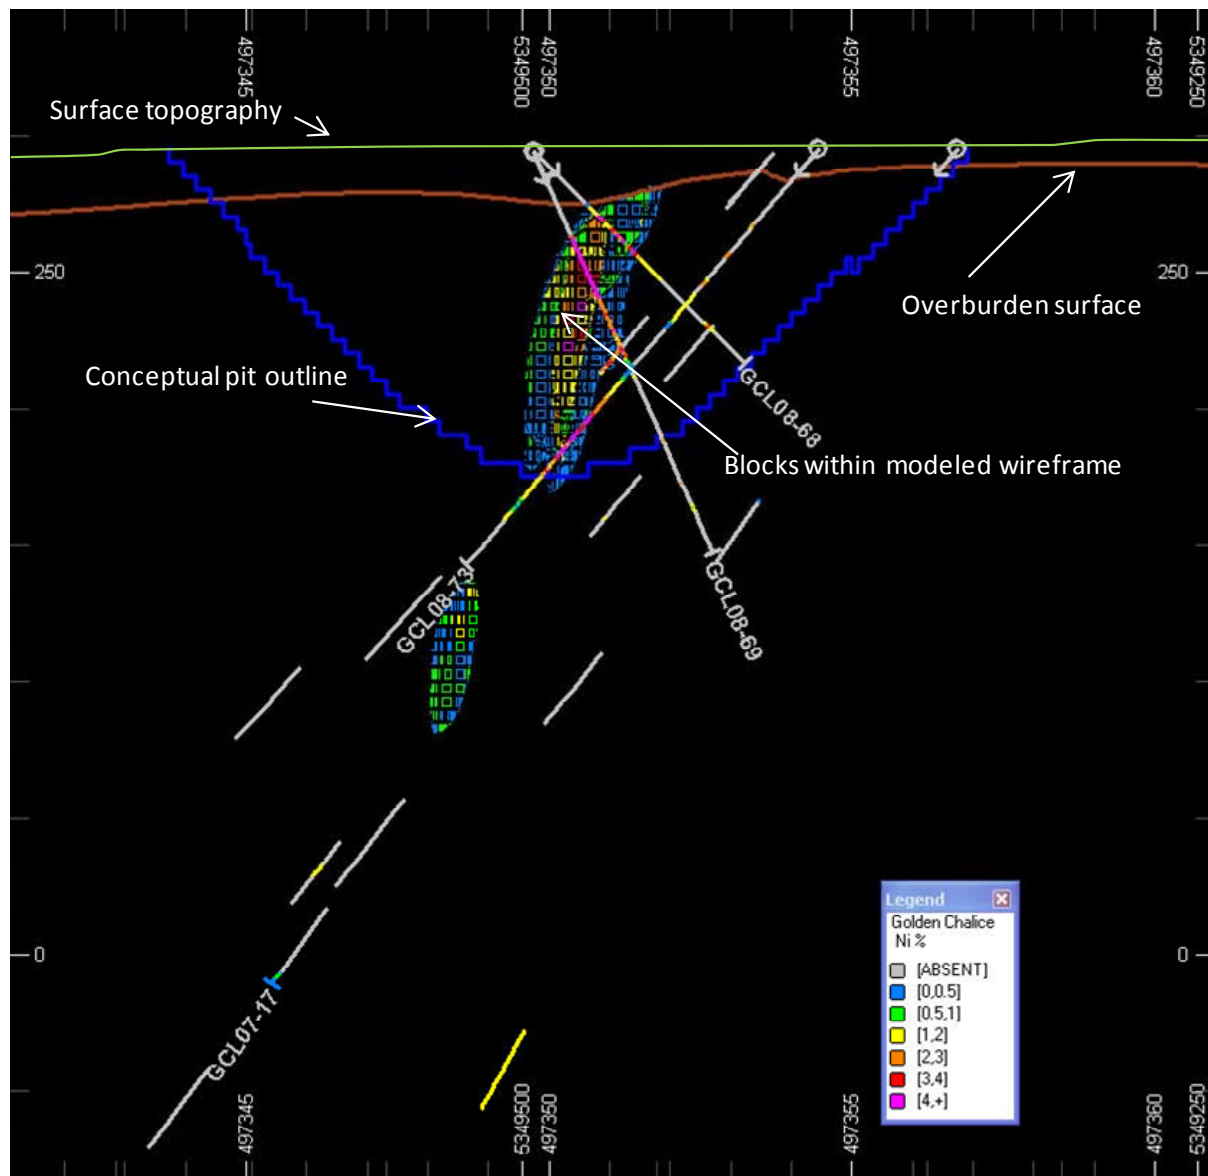 497345
5349500
497350
497355
497360
5349250
Surface topography
250
250
Overburden surface
Conceptual pit outline
GCL08-68
Blocks within modeled wireframe
GCL08-73
GCL08-69
Legend
Golden Chalice
Ni %
[ABSENT]
[0,0.5]
[0.5,1]
[1,2]
[2,3]
[3,4]
[4,+]
0
0
GCL07-17
497345
5349500
497350
497355
497360
5349250